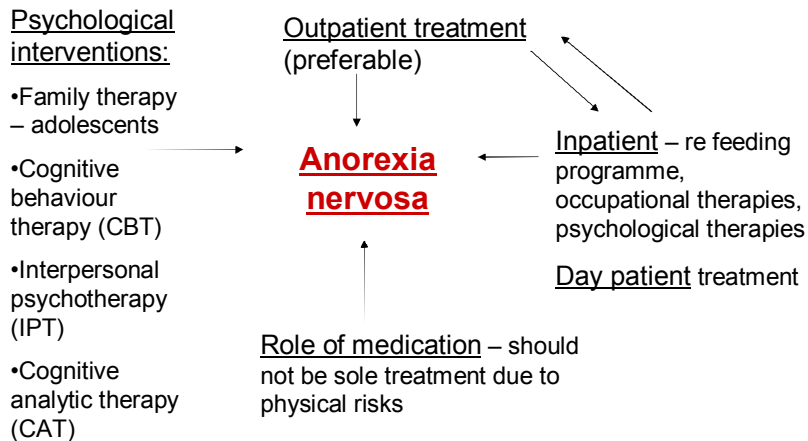 Psychological
interventions:
•Family therapy
– adolescents
•Cognitive
behaviour
therapy (CBT)
•Interpersonal
psychotherapy
(IPT)
•Cognitive
analytic therapy
(CAT)
Outpatient treatment
(preferable)
Anorexia
nervosa
Inpatient – re feeding
programme,
occupational therapies,
psychological therapies
Day patient treatment
Role of medication – should
not be sole treatment due to
physical risks